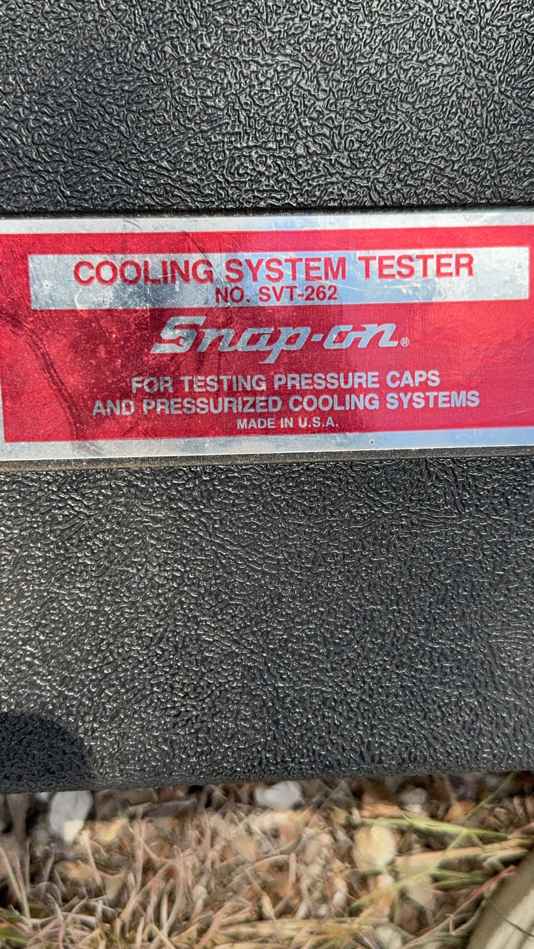 COOLING SYSTEM TESTER
NO. SVT-262
Snap-on®
FOR TESTING PRESSURE CAPS
AND PRESSURIZED COOLING SYSTEMS
MADE IN U.S.A.